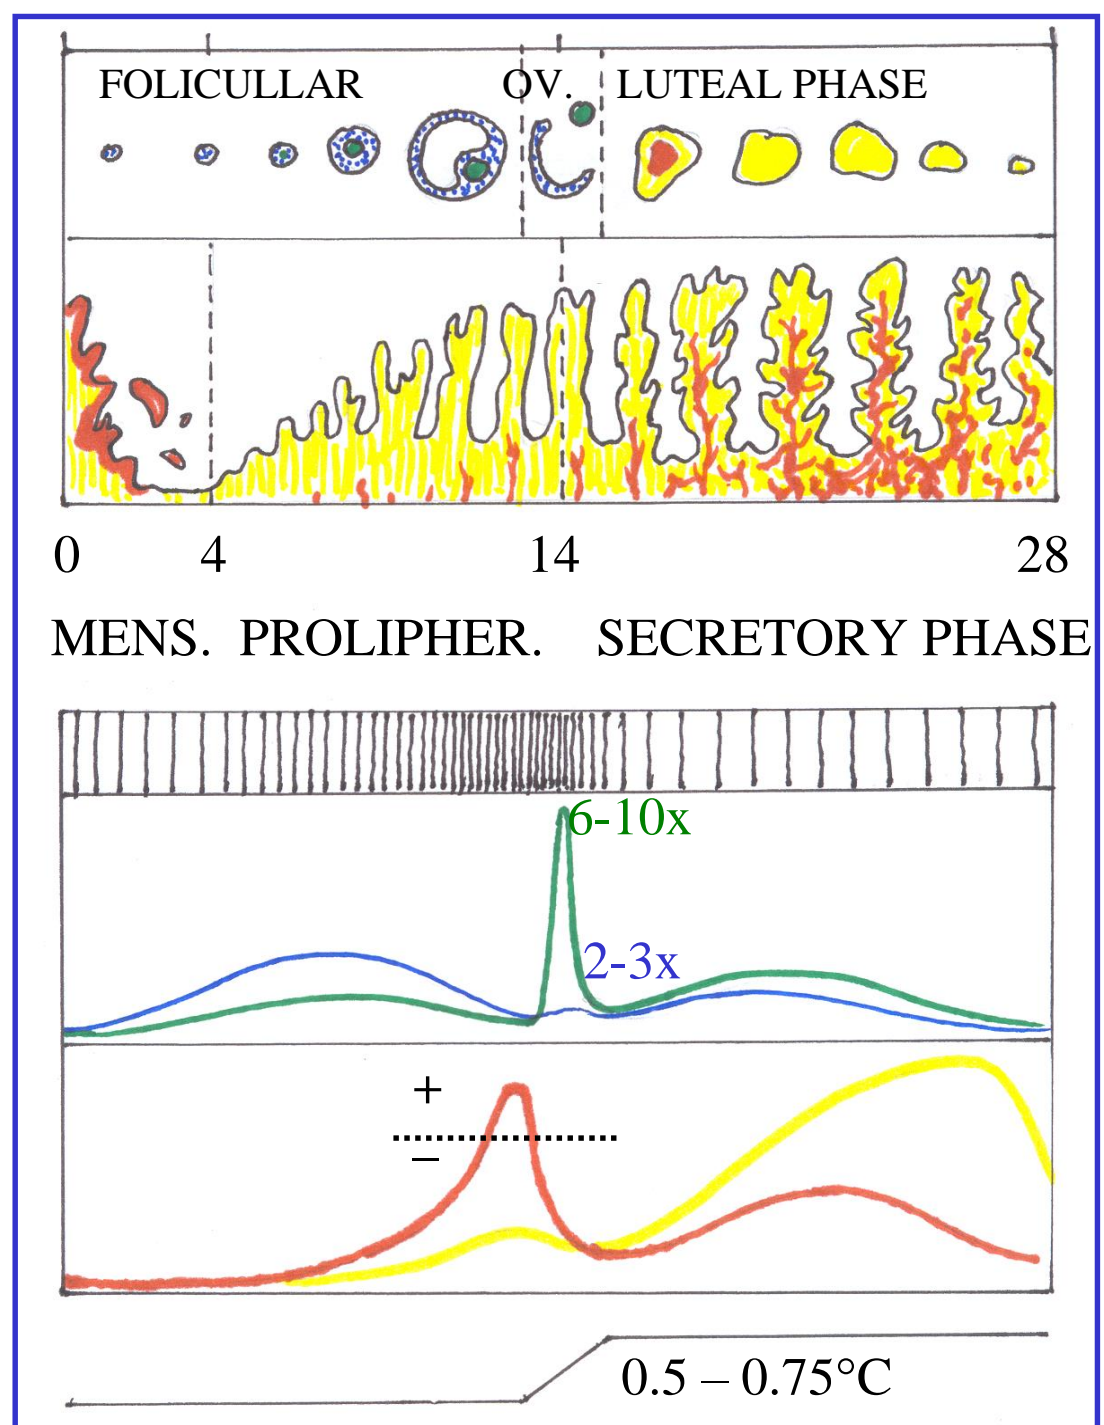 FOLICULLAR OV. LUTEAL PHASE
0 4 14 28
MENS. PROLIPHER. SECRETORY PHASE
6-10x
2-3x
+
–
0.5 – 0.75°C